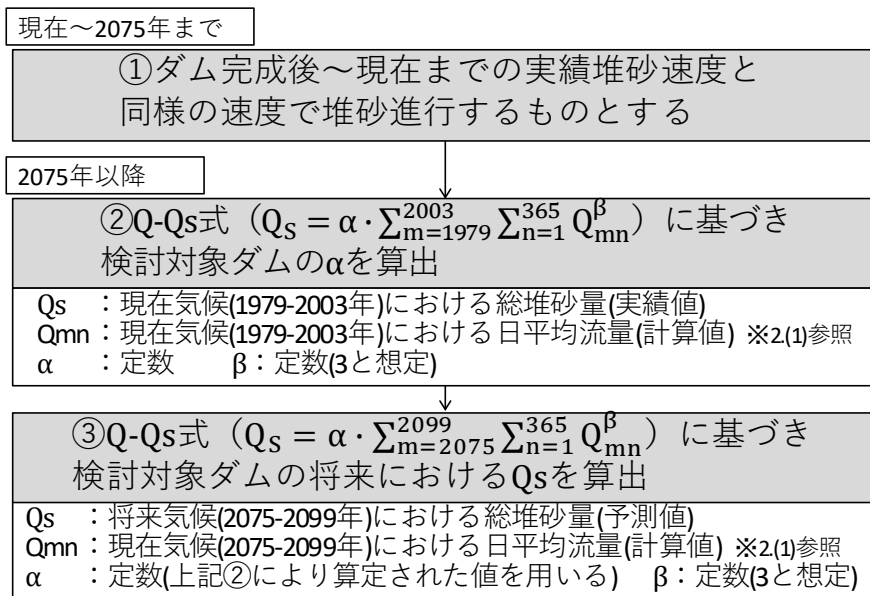 現在～2075年まで
①ダム完成後～現在までの実績堆砂速度と
同様の速度で堆砂進行するものとする
2075年以降
②Q-Qs式（Q_S = α・∑_{m=1979}^{2003} ∑_{n=1}^{365} Q_{mn}^{β}）に基づき
検討対象ダムのαを算出
Qs ：現在気候(1979-2003年)における総堆砂量(実績値)
Qmn：現在気候(1979-2003年)における日平均流量(計算値) ※2.(1)参照
α ：定数 β：定数(3と想定)
③Q-Qs式（Q_S = α・∑_{m=2075}^{2099} ∑_{n=1}^{365} Q_{mn}^{β}）に基づき
検討対象ダムの将来におけるQsを算出
Qs ：将来気候(2075-2099年)における総堆砂量(予測値)
Qmn：現在気候(2075-2099年)における日平均流量(計算値) ※2.(1)参照
α ：定数(上記②により算定された値を用いる) β：定数(3と想定)